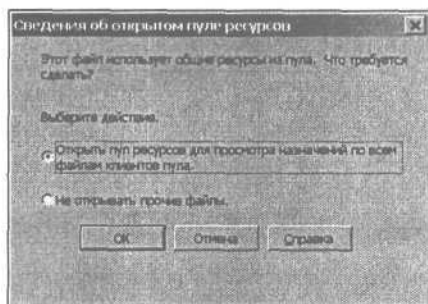 Сведения об открытом пуле ресурсов
Этот файл использует общие ресурсы из пула. Что требуется
сделать?
Выберите действие.
Открыть пул ресурсов для просмотра назначений по всем
файлам клиентов пула.
Не открывать прочие файлы.
ОК
Отмена
Справка